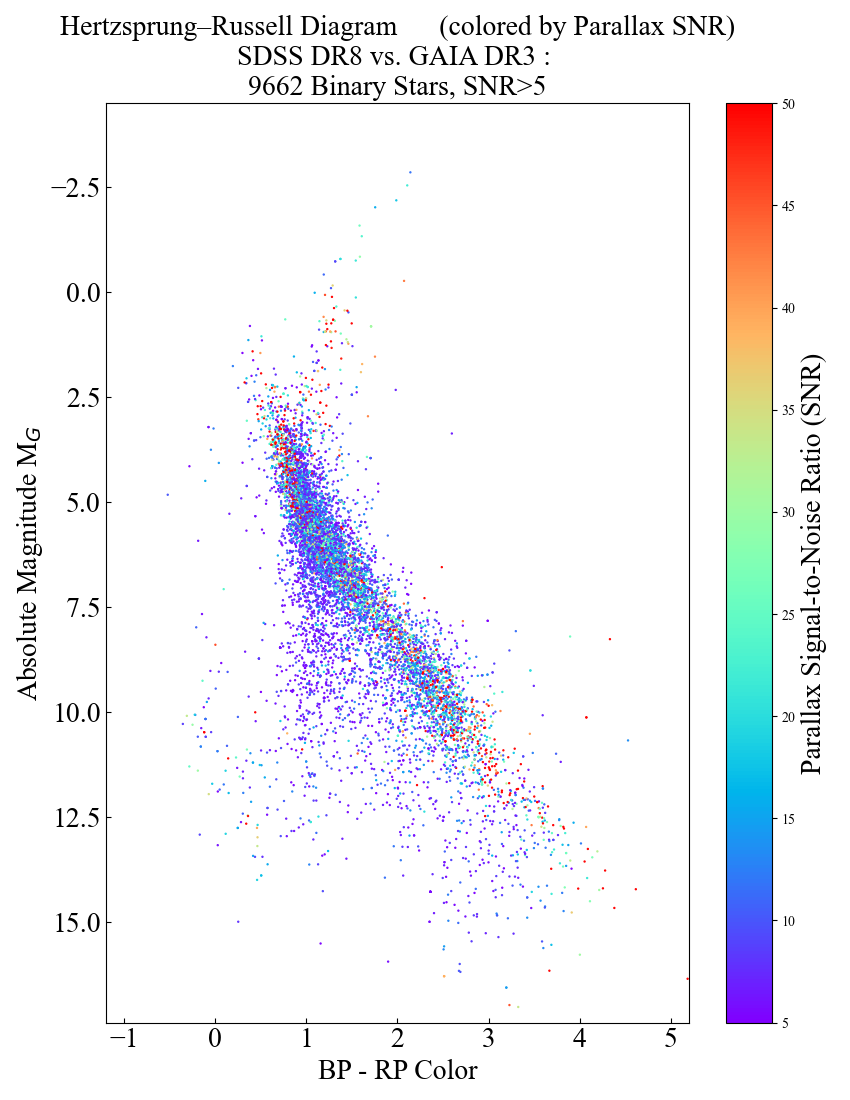 Hertzsprung–Russell Diagram (colored by Parallax SNR)
SDSS DR8 vs. GAIA DR3 :
9662 Binary Stars, SNR>5
Absolute Magnitude M_G
−2.5
0.0
2.5
5.0
7.5
10.0
12.5
15.0
−1 0 1 2 3 4 5
BP - RP Color
50
45
40
35
30
25
20
15
10
5
Parallax Signal-to-Noise Ratio (SNR)